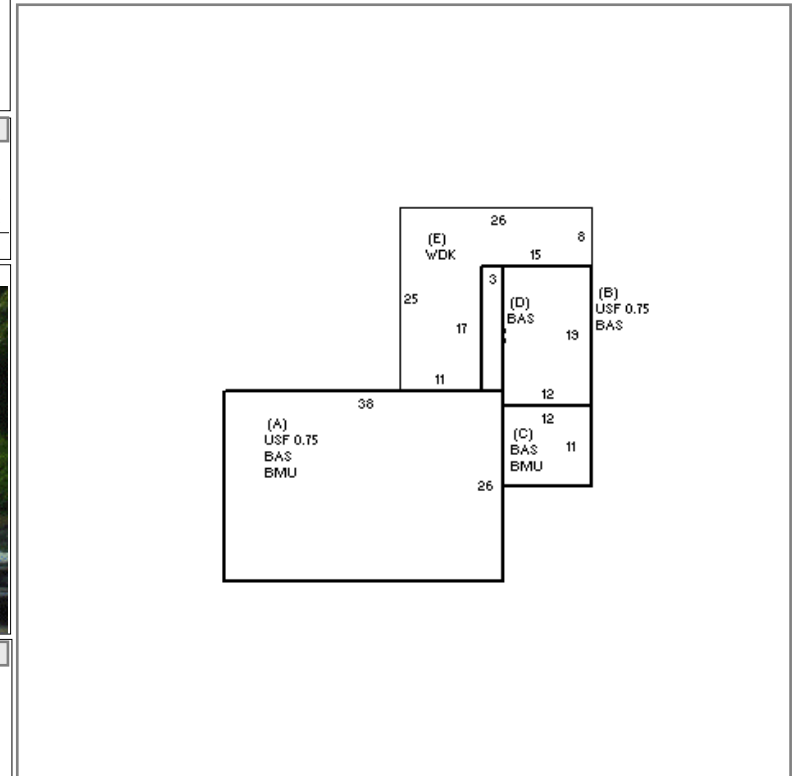 26
(E)
WDK
8
15
3
(B)
USF 0.75
BAS
25
(D)
BAS
17
19
11
12
38
12
(A)
USF 0.75
BAS
BMU
(C)
BAS
BMU
11
26